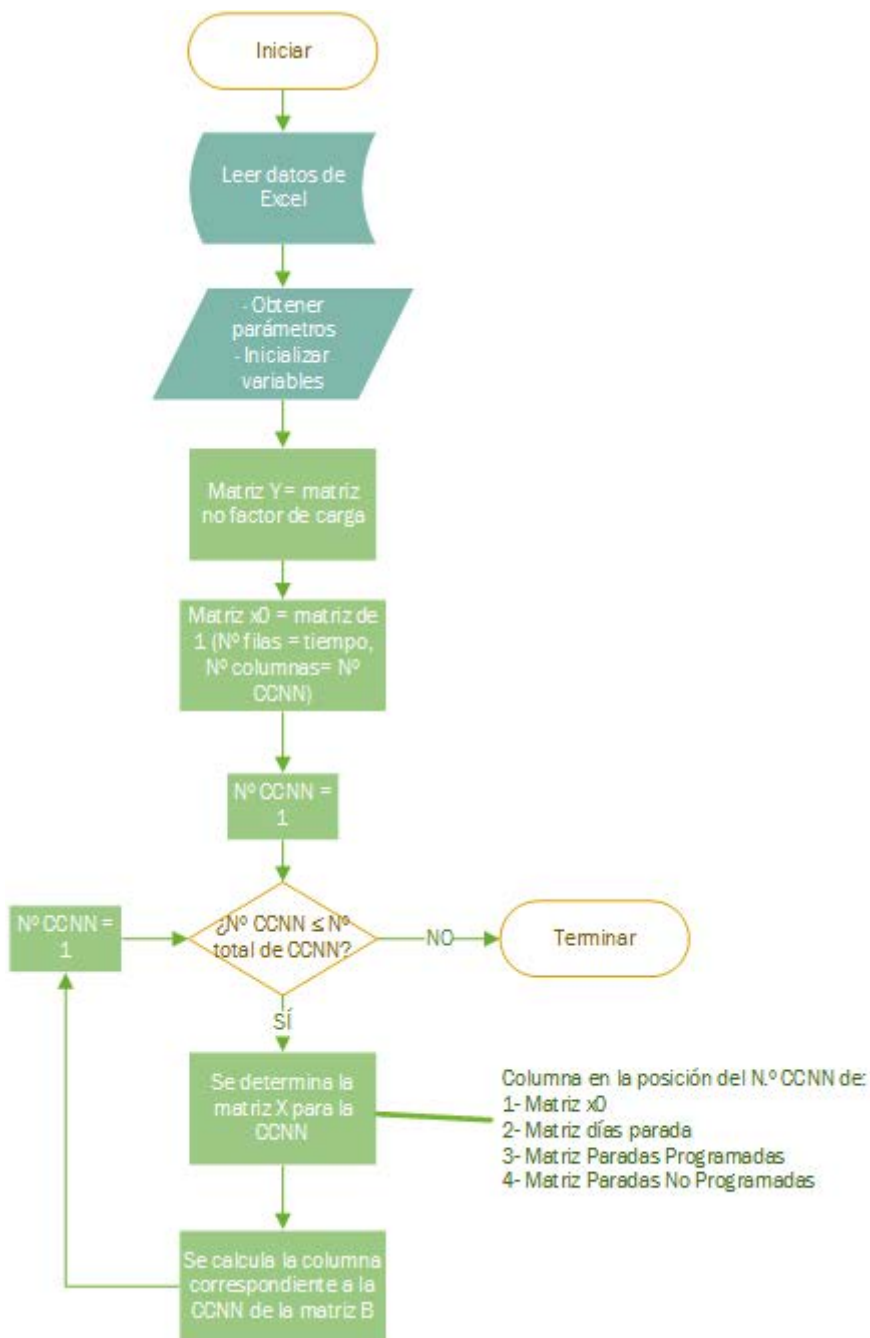 Iniciar
Leer datos de
Excel
- Obtener
parámetros
- Inicializar
variables
Matriz Y= matriz
no factor de carga
Matriz x0 = matriz de
1 (Nº filas = tiempo,
Nº columnas= Nº
CCNN)
Nº CCNN =
1
Nº CCNN =
1
¿Nº CCNN ≤ Nº
total de CCNN?
NO
Terminar
SÍ
Se determina la
matriz X para la
CCNN
Columna en la posición del N.º CCNN de:
1- Matriz x0
2- Matriz días parada
3- Matriz Paradas Programadas
4- Matriz Paradas No Programadas
Se calcula la columna
correspondiente a la
CCNN de la matriz B